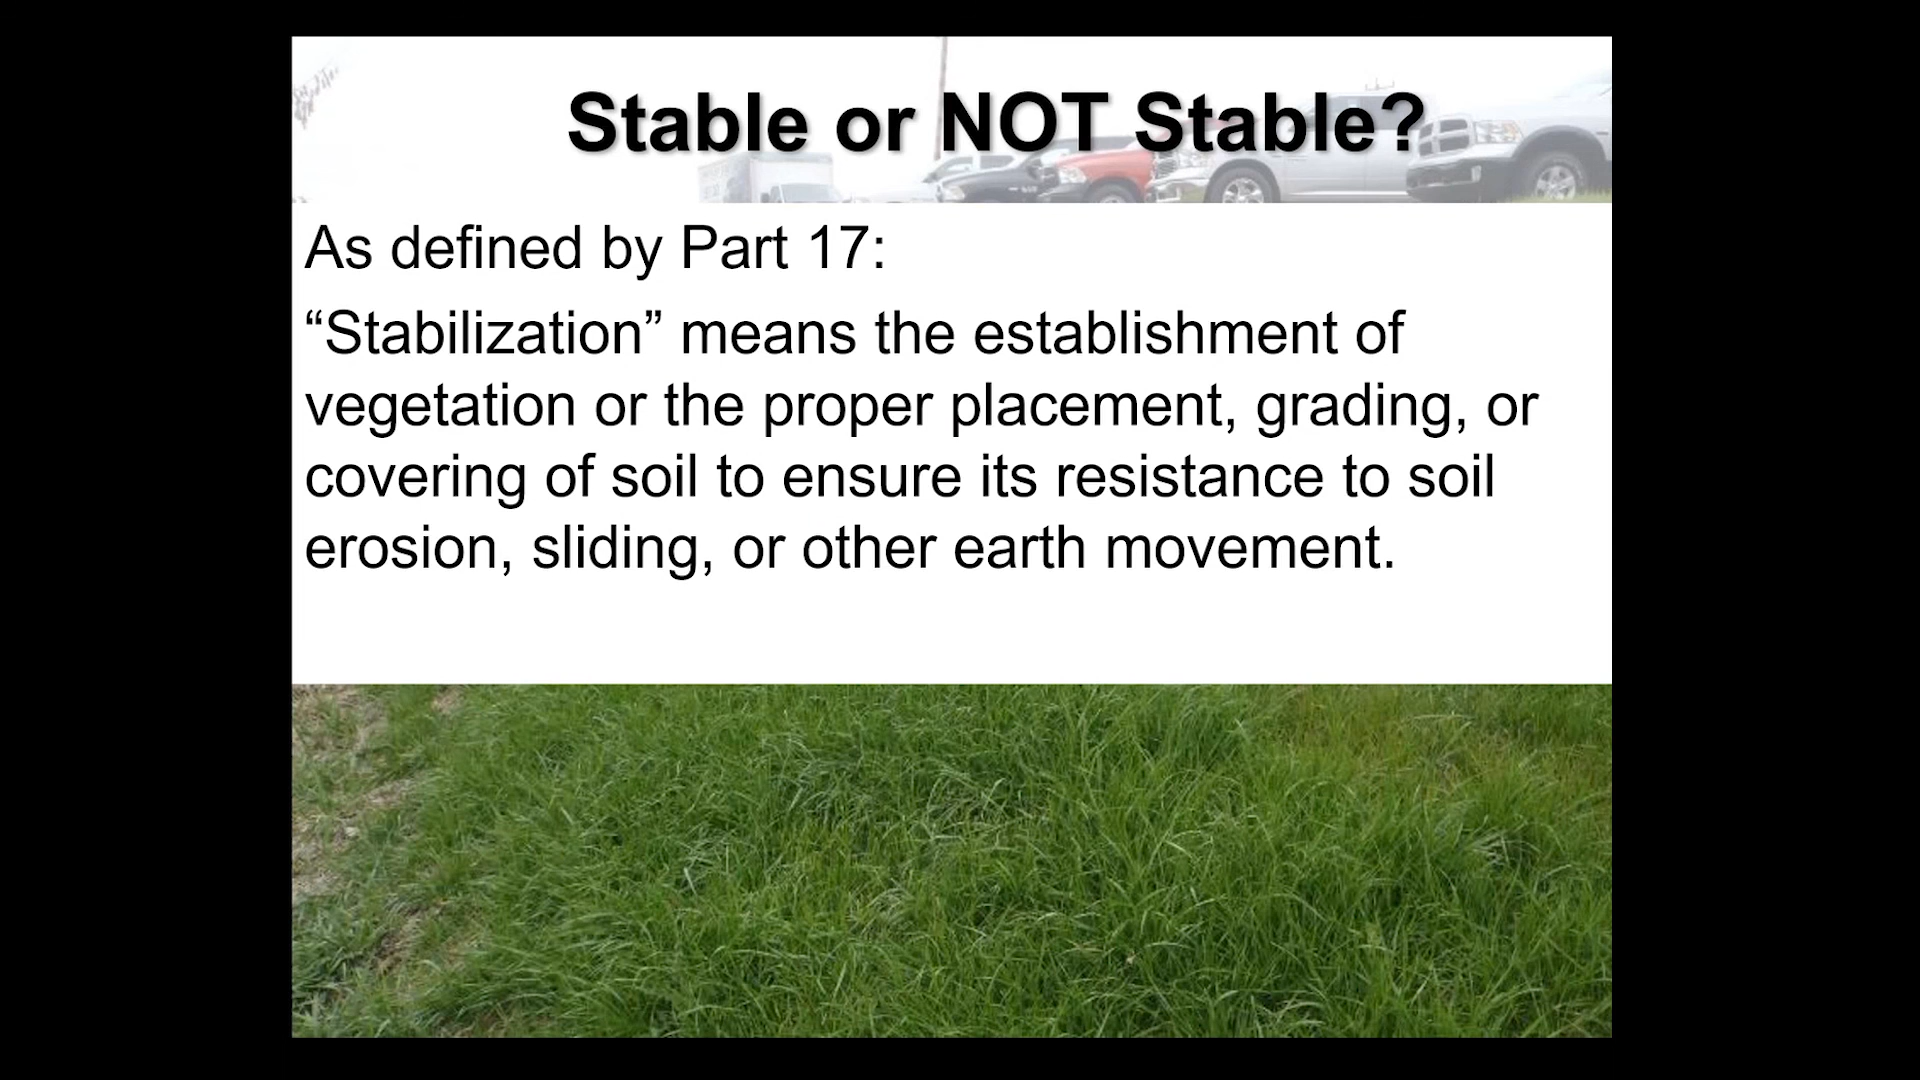 Stable or NOT Stable?
As defined by Part 17:
“Stabilization” means the establishment of
vegetation or the proper placement, grading, or
covering of soil to ensure its resistance to soil
erosion, sliding, or other earth movement.